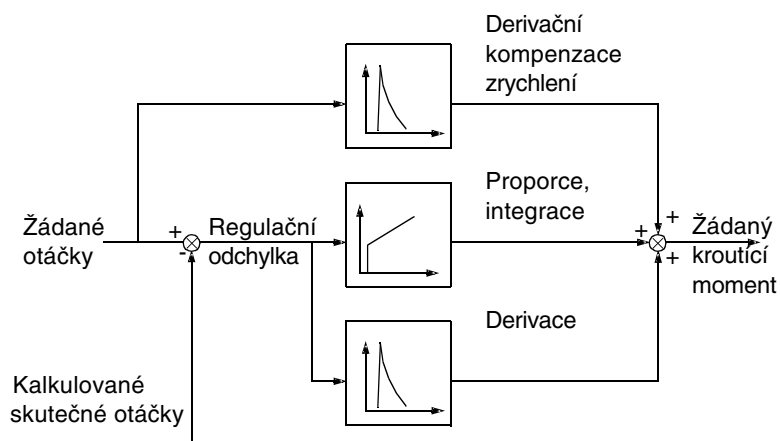 Derivační
kompenzace
zrychlení
Proporce,
integrace
+
Žádané
otáčky
+
-
Regulační
odchylka
+
+
Žádaný
kroutící
moment
Derivace
Kalkulované
skutečné otáčky